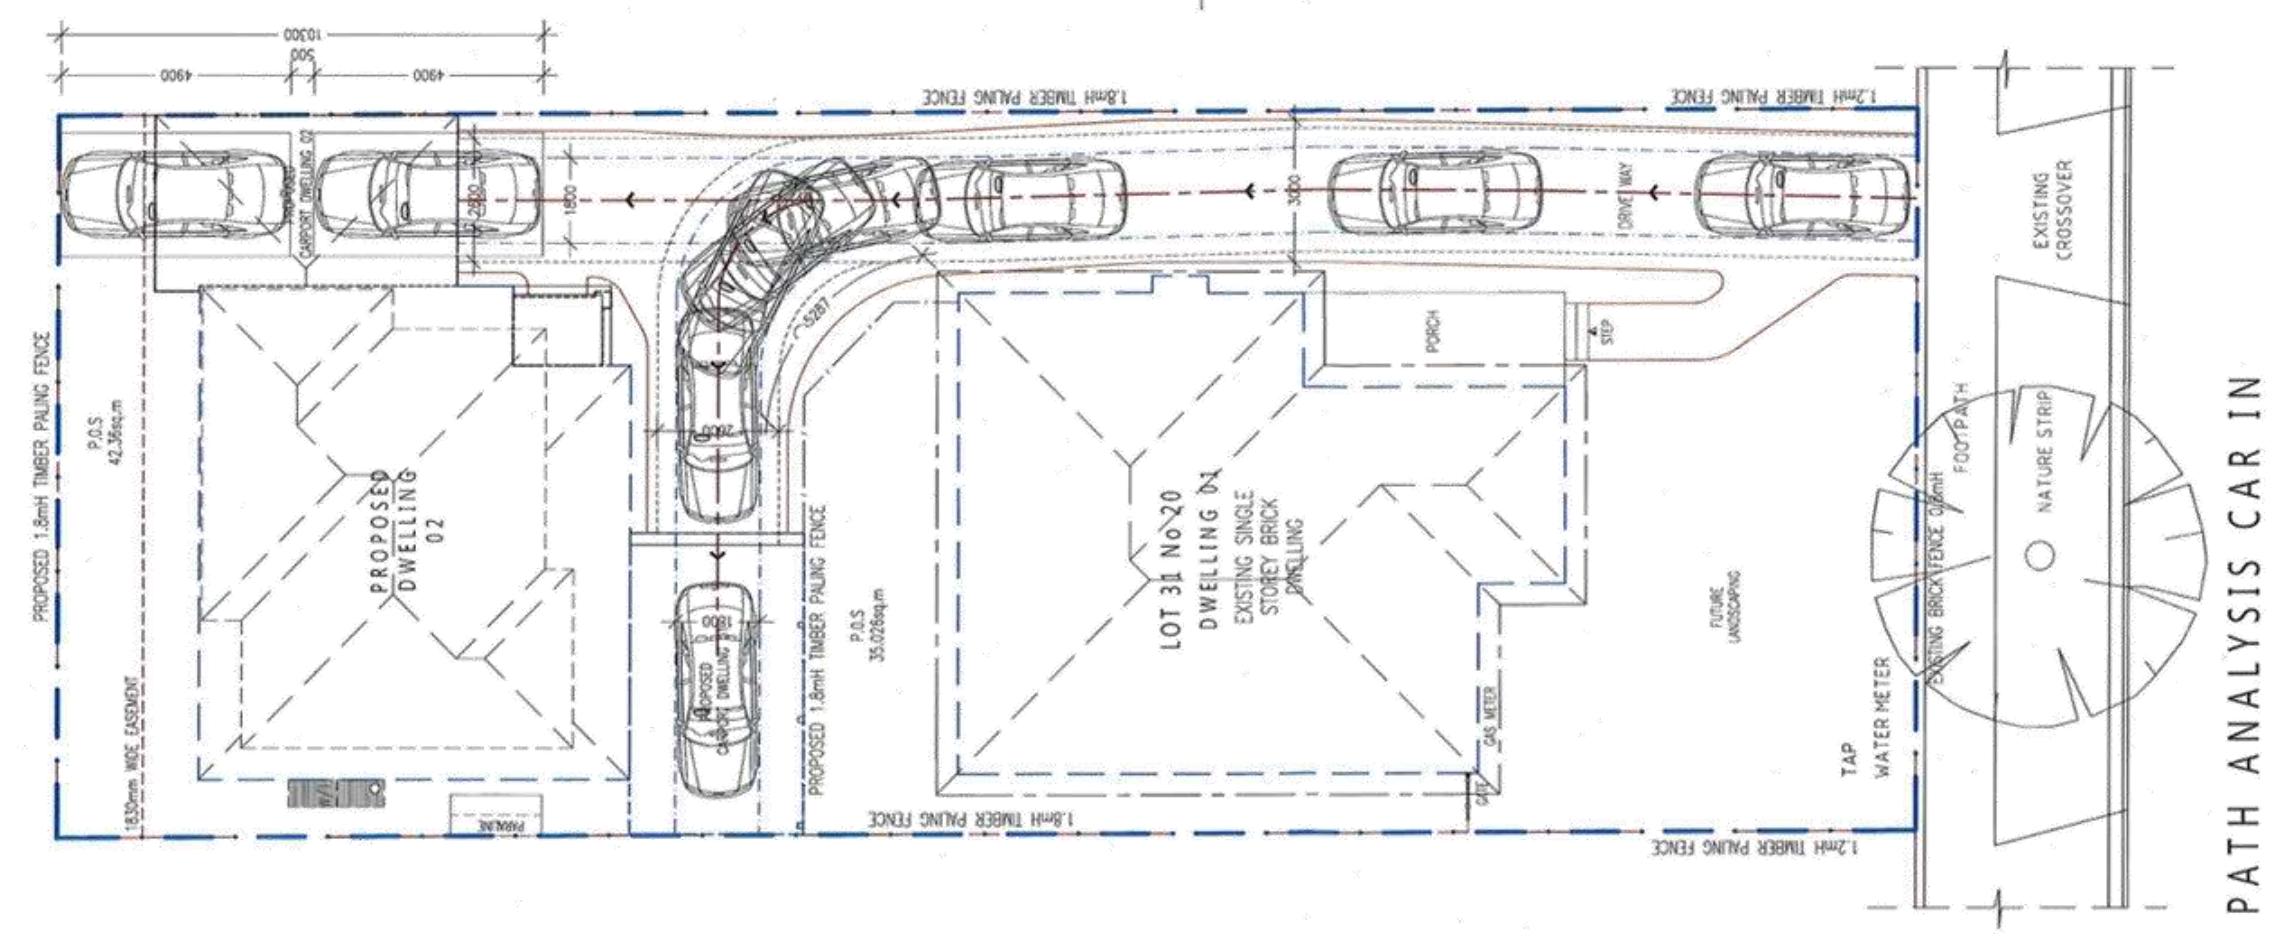 10300
500
4900
4900
1.8mH TIMBER PALING FENCE
1.2mH TIMBER PALING FENCE
CARPORT DWELLING 02
1800
3000
DRIVE WAY
EXISTING
CROSSOVER
5287
PORCH
STEP
PROPOSED 1.8mH TIMBER PALING FENCE
P.O.S
42.36sq.m
1830mm WIDE EASEMENT
PROPOSED
DWELLING
02
2600
1800
PROPOSED
CARPORT DWELLING
PROPOSED 1.8mH TIMBER PALING FENCE
P.O.S
35.026sq.m
LOT 31 No 20
DWELLING 01
EXISTING SINGLE
STOREY BRICK
DWELLING
GAS METER
GATE
FUTURE
LANDSCAPING
FOOTPATH
NATURE STRIP
EXISTING BRICK FENCE 0.8mH
TAP
WATER METER
1.8mH TIMBER PALING FENCE
1.2mH TIMBER PALING FENCE
PATH ANALYSIS CAR IN